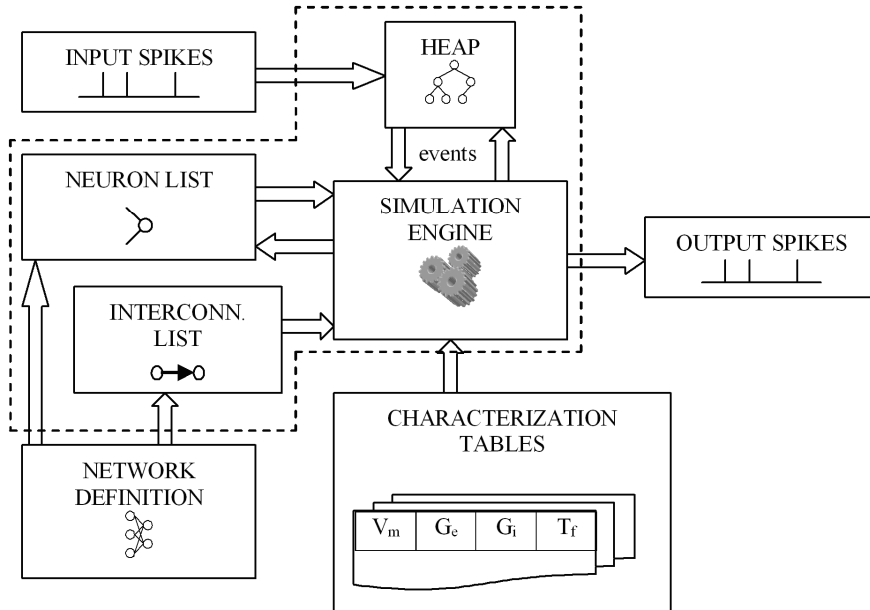 INPUT SPIKES
HEAP
events
NEURON LIST
SIMULATION
ENGINE
OUTPUT SPIKES
INTERCONN.
LIST
CHARACTERIZATION
TABLES
NETWORK
DEFINITION
Vm Ge Gi Tf